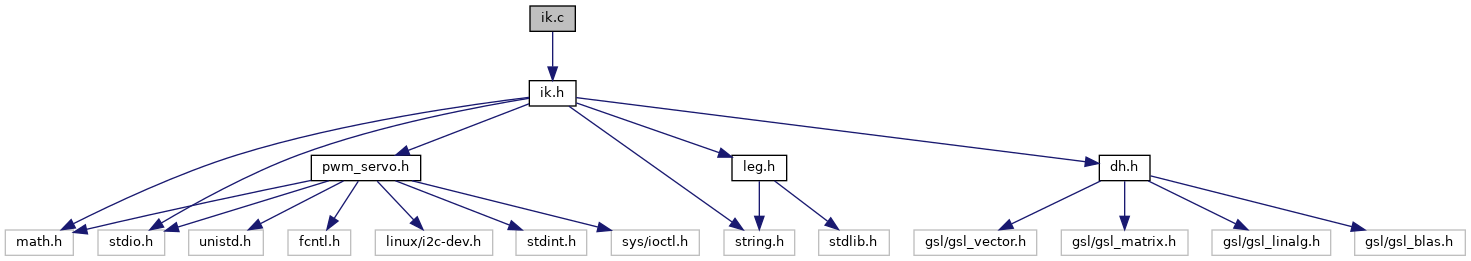 ik.c
ik.h
pwm_servo.h
leg.h
dh.h
math.h
stdio.h
unistd.h
fcntl.h
linux/i2c-dev.h
stdint.h
sys/ioctl.h
string.h
stdlib.h
gsl/gsl_vector.h
gsl/gsl_matrix.h
gsl/gsl_linalg.h
gsl/gsl_blas.h